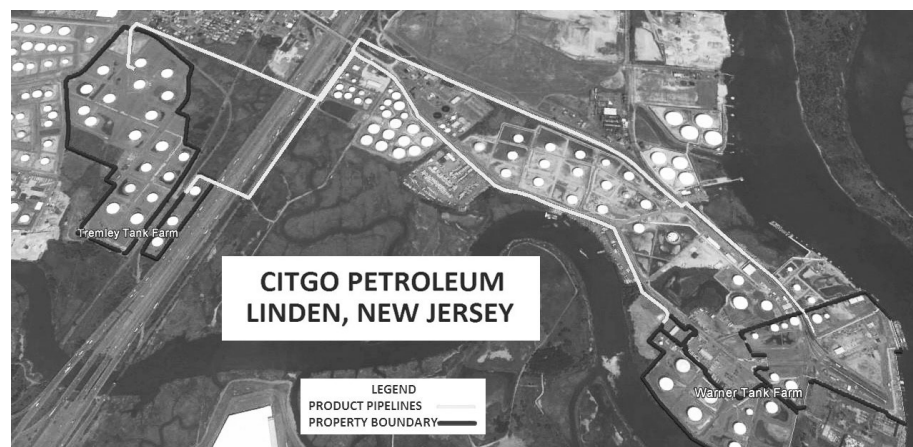 Tremley Tank Farm
CITGO PETROLEUM
LINDEN, NEW JERSEY
LEGEND
PRODUCT PIPELINES
PROPERTY BOUNDARY
Warner Tank Farm